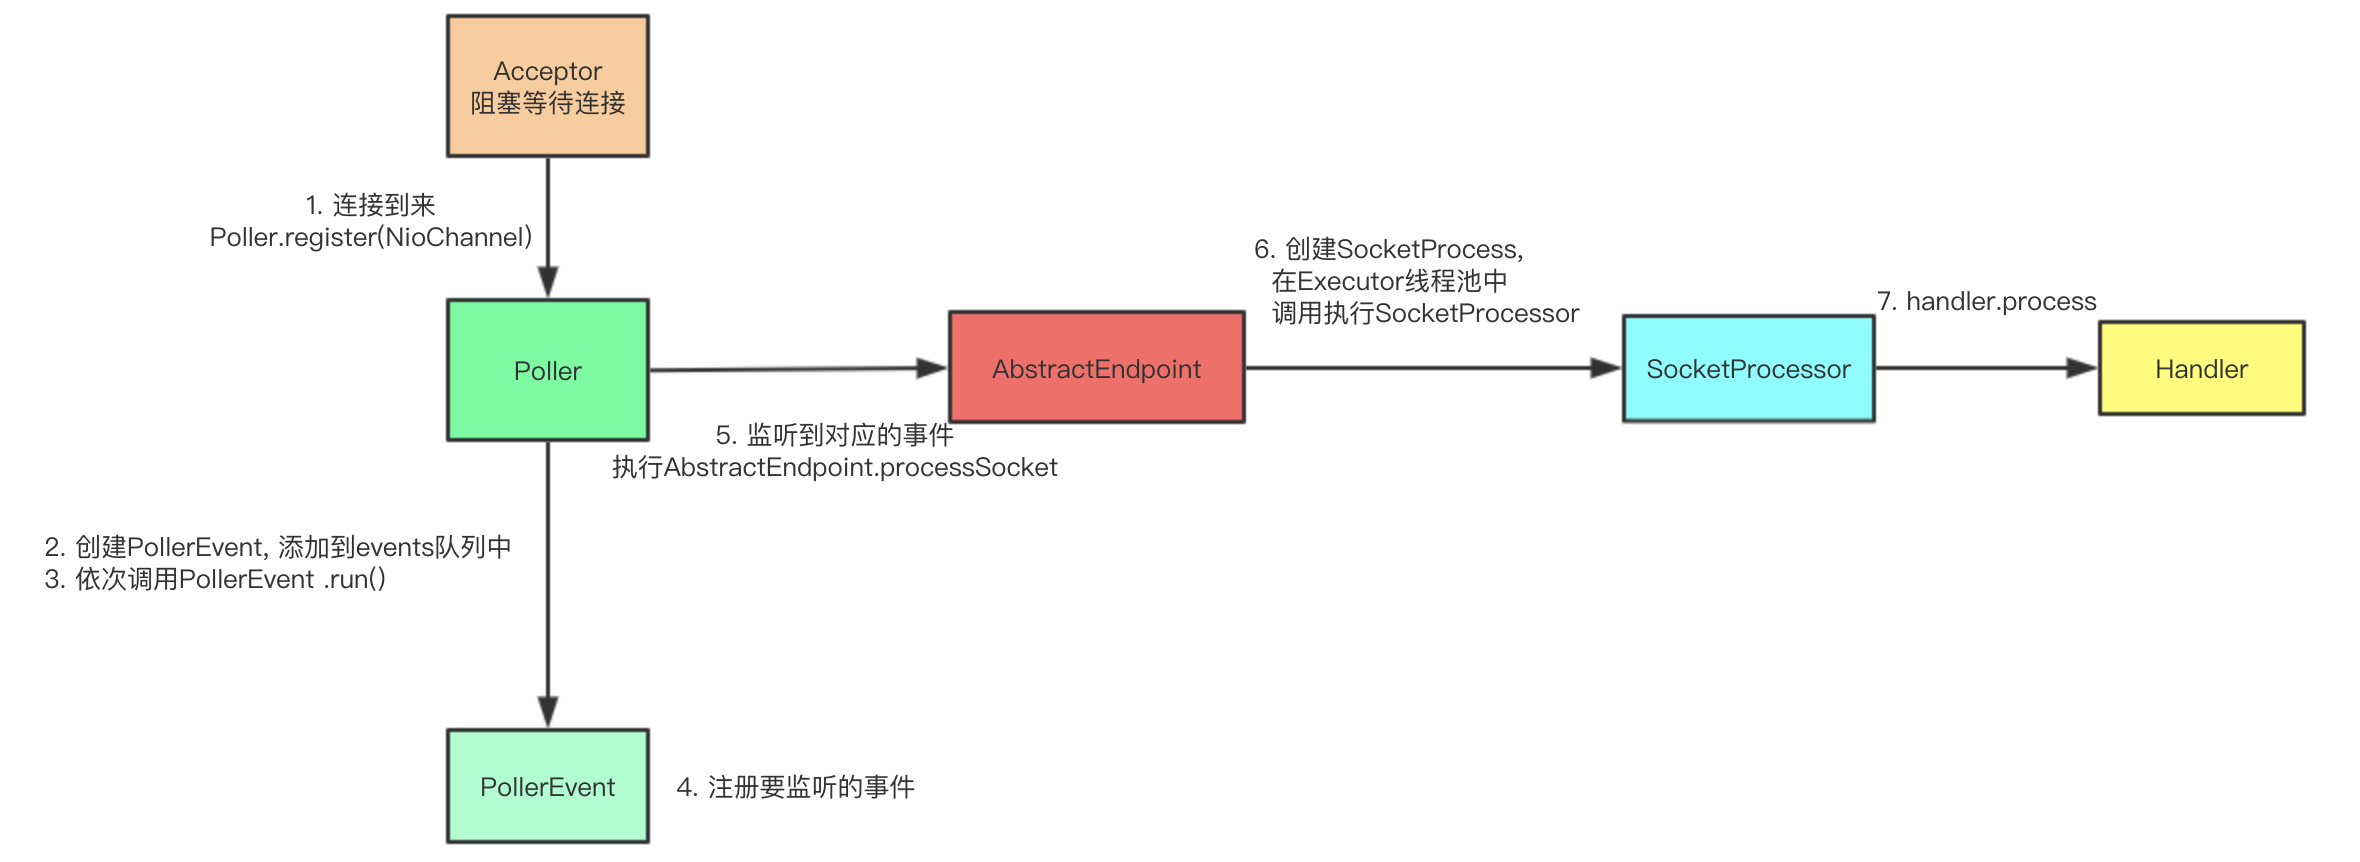 Acceptor
阻塞等待连接
1. 连接到来
Poller.register(NioChannel)
Poller
5. 监听到对应的事件
执行AbstractEndpoint.processSocket
AbstractEndpoint
6. 创建SocketProcess,
在Executor线程池中
调用执行SocketProcessor
SocketProcessor
7. handler.process
Handler
2. 创建PollerEvent, 添加到events队列中
3. 依次调用PollerEvent .run()
PollerEvent
4. 注册要监听的事件